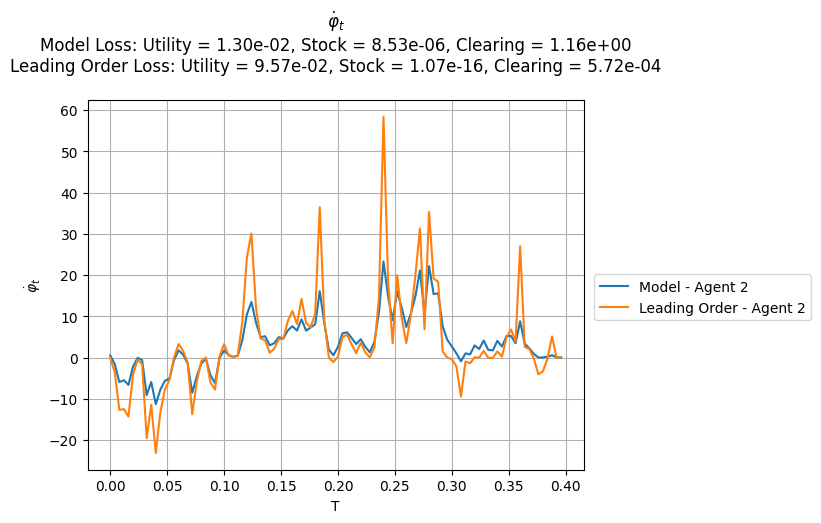 φ̇_t
Model Loss: Utility = 1.30e-02, Stock = 8.53e-06, Clearing = 1.16e+00
Leading Order Loss: Utility = 9.57e-02, Stock = 1.07e-16, Clearing = 5.72e-04
60
50
40
30
20
10
0
−10
−20
φ̇_t
0.00 0.05 0.10 0.15 0.20 0.25 0.30 0.35 0.40
T
Model - Agent 2
Leading Order - Agent 2